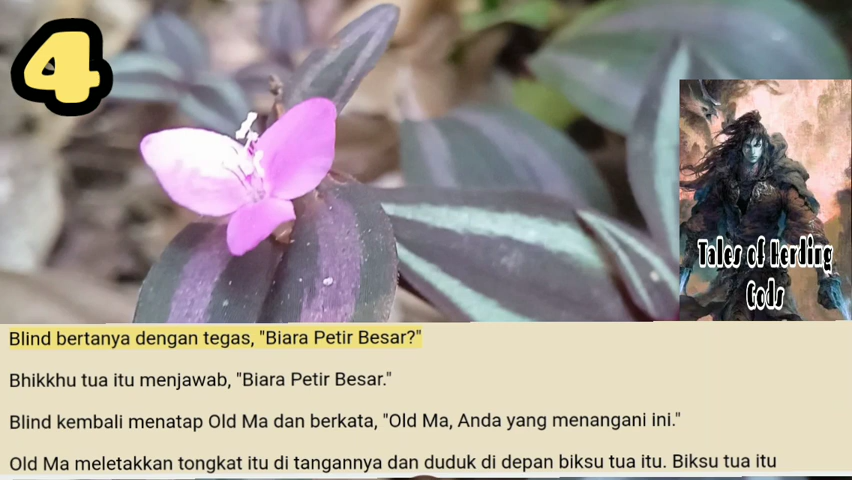 4
Tales of Herding
Gods
Blind bertanya dengan tegas, "Biara Petir Besar?"
Bhikkhu tua itu menjawab, "Biara Petir Besar."
Blind kembali menatap Old Ma dan berkata, "Old Ma, Anda yang menangani ini."
Old Ma meletakkan tongkat itu di tangannya dan duduk di depan biksu tua itu. Biksu tua itu